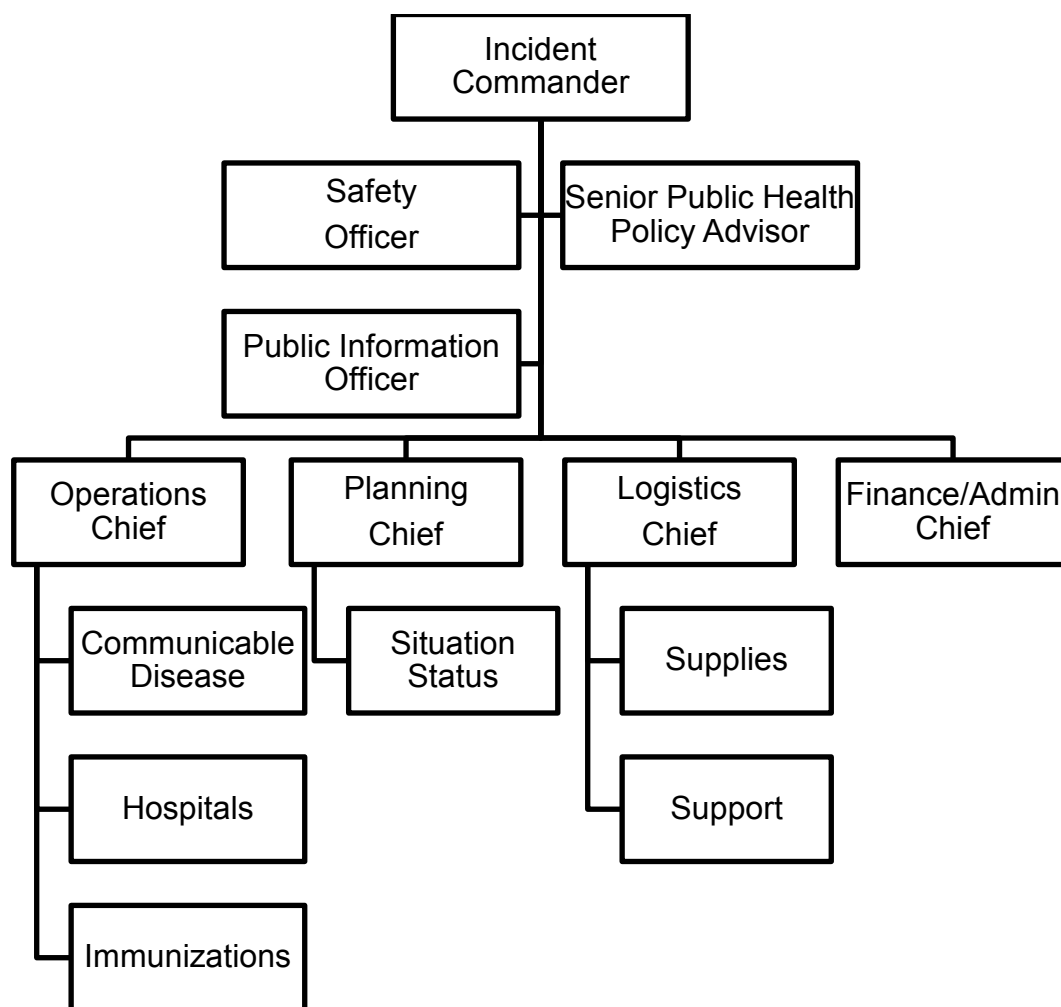 Incident
Commander
Safety
Officer
Senior Public Health
Policy Advisor
Public Information
Officer
Operations
Chief
Planning
Chief
Logistics
Chief
Finance/Admin
Chief
Communicable
Disease
Situation
Status
Supplies
Hospitals
Support
Immunizations